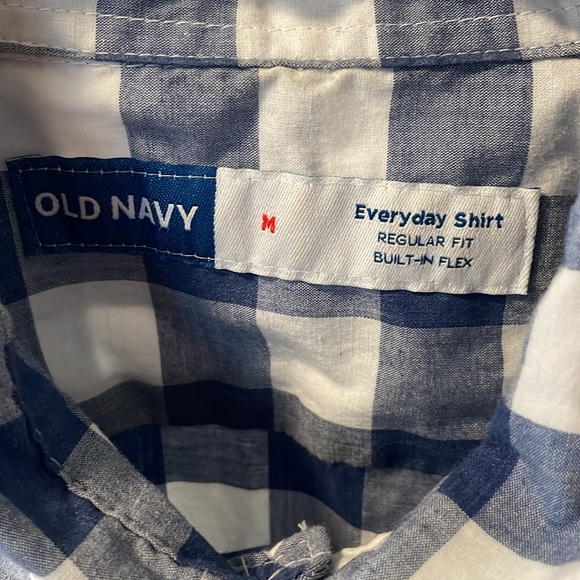 OLD NAVY
M
Everyday Shirt
REGULAR FIT
BUILT-IN FLEX